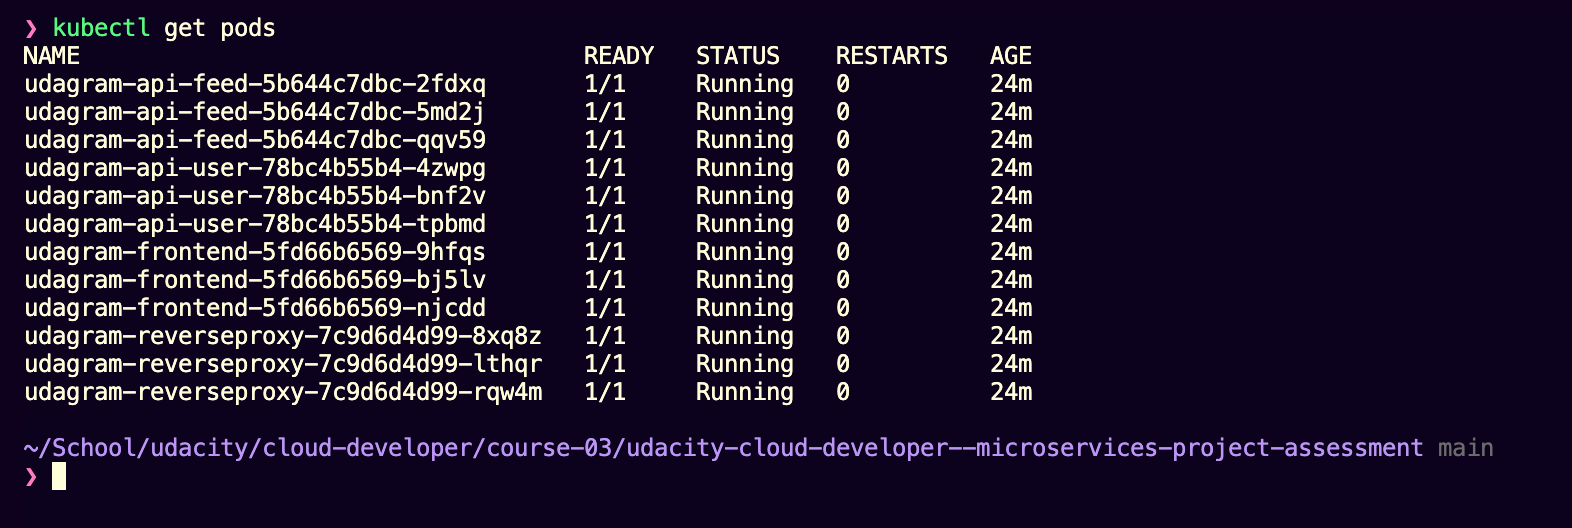 ❯ kubectl get pods
NAME                                    READY   STATUS    RESTARTS   AGE
udagram-api-feed-5b644c7dbc-2fdxq       1/1     Running   0          24m
udagram-api-feed-5b644c7dbc-5md2j       1/1     Running   0          24m
udagram-api-feed-5b644c7dbc-qqv59       1/1     Running   0          24m
udagram-api-user-78bc4b55b4-4zwpg       1/1     Running   0          24m
udagram-api-user-78bc4b55b4-bnf2v       1/1     Running   0          24m
udagram-api-user-78bc4b55b4-tpbmd       1/1     Running   0          24m
udagram-frontend-5fd66b6569-9hfqs       1/1     Running   0          24m
udagram-frontend-5fd66b6569-bj5lv       1/1     Running   0          24m
udagram-frontend-5fd66b6569-njcdd       1/1     Running   0          24m
udagram-reverseproxy-7c9d6d4d99-8xq8z   1/1     Running   0          24m
udagram-reverseproxy-7c9d6d4d99-lthqr   1/1     Running   0          24m
udagram-reverseproxy-7c9d6d4d99-rqw4m   1/1     Running   0          24m
~/School/udacity/cloud-developer/course-03/udacity-cloud-developer--microservices-project-assessment main
❯